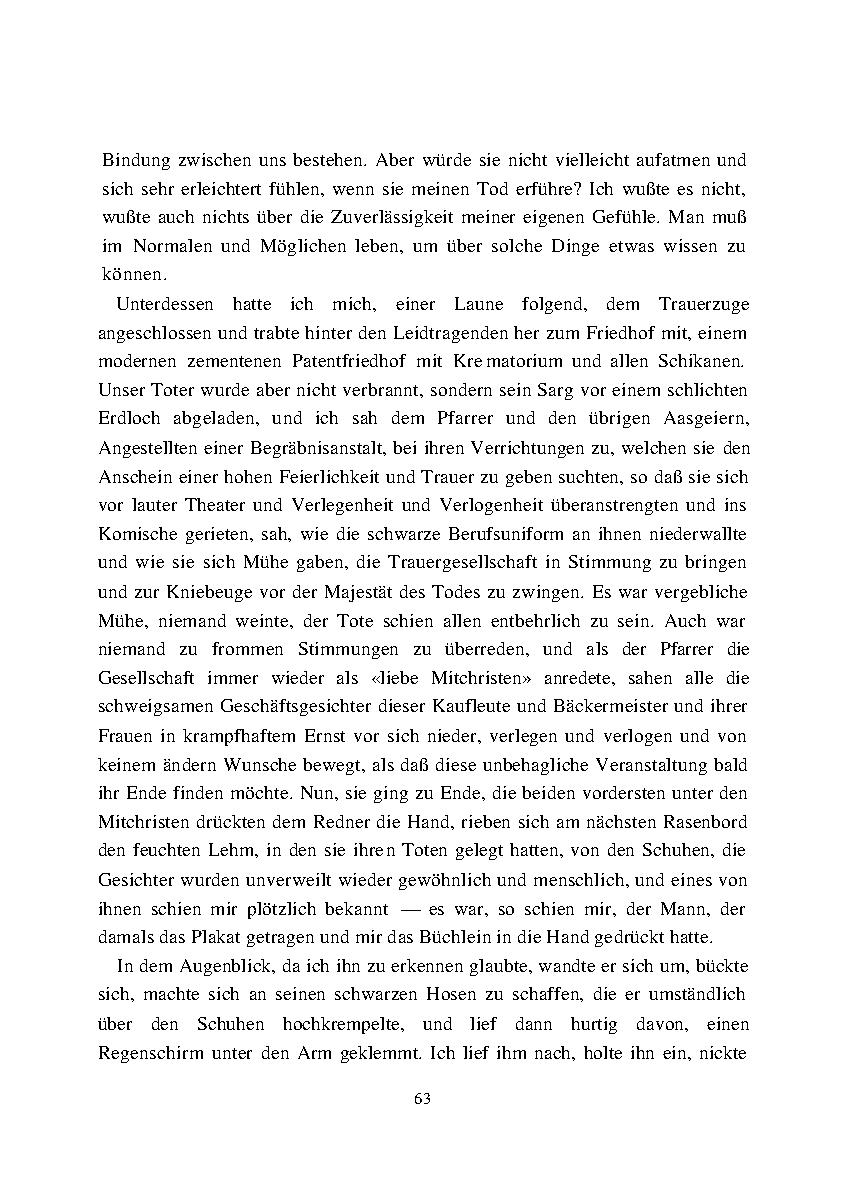 Bindung zwischen uns bestehen. Aber würde sie nicht vielleicht aufatmen und
sich sehr erleichtert fühlen, wenn sie meinen Tod erführe? Ich wußte es nicht,
wußte auch nichts über die Zuverlässigkeit meiner eigenen Gefühle. Man muß
im Normalen und Möglichen leben, um über solche Dinge etwas wissen zu
können.
Unterdessen hatte ich mich, einer Laune folgend, dem Trauerzuge
angeschlossen und trabte hinter den Leidtragenden her zum Friedhof mit, einem
modernen zementenen Patentfriedhof mit Krematorium und allen Schikanen.
Unser Toter wurde aber nicht verbrannt, sondern sein Sarg vor einem schlichten
Erdloch abgeladen, und ich sah dem Pfarrer und den übrigen Aasgeiern,
Angestellten einer Begräbnisanstalt, bei ihren Verrichtungen zu, welchen sie den
Anschein einer hohen Feierlichkeit und Trauer zu geben suchten, so daß sie sich
vor lauter Theater und Verlegenheit und Verlogenheit überanstrengten und ins
Komische gerieten, sah, wie die schwarze Berufsuniform an ihnen niederwallte
und wie sie sich Mühe gaben, die Trauergesellschaft in Stimmung zu bringen
und zur Kniebeuge vor der Majestät des Todes zu zwingen. Es war vergebliche
Mühe, niemand weinte, der Tote schien allen entbehrlich zu sein. Auch war
niemand zu frommen Stimmungen zu überreden, und als der Pfarrer die
Gesellschaft immer wieder als «liebe Mitchristen» anredete, sahen alle die
schweigsamen Geschäftsgesichter dieser Kaufleute und Bäckermeister und ihrer
Frauen in krampfhaftem Ernst vor sich nieder, verlegen und verlogen und von
keinem ändern Wunsche bewegt, als daß diese unbehagliche Veranstaltung bald
ihr Ende finden möchte. Nun, sie ging zu Ende, die beiden vordersten unter den
Mitchristen drückten dem Redner die Hand, rieben sich am nächsten Rasenbord
den feuchten Lehm, in den sie ihren Toten gelegt hatten, von den Schuhen, die
Gesichter wurden unverweilt wieder gewöhnlich und menschlich, und eines von
ihnen schien mir plötzlich bekannt — es war, so schien mir, der Mann, der
damals das Plakat getragen und mir das Büchlein in die Hand gedrückt hatte.
In dem Augenblick, da ich ihn zu erkennen glaubte, wandte er sich um, bückte
sich, machte sich an seinen schwarzen Hosen zu schaffen, die er umständlich
über den Schuhen hochkrempelte, und lief dann hurtig davon, einen
Regenschirm unter den Arm geklemmt. Ich lief ihm nach, holte ihn ein, nickte
63